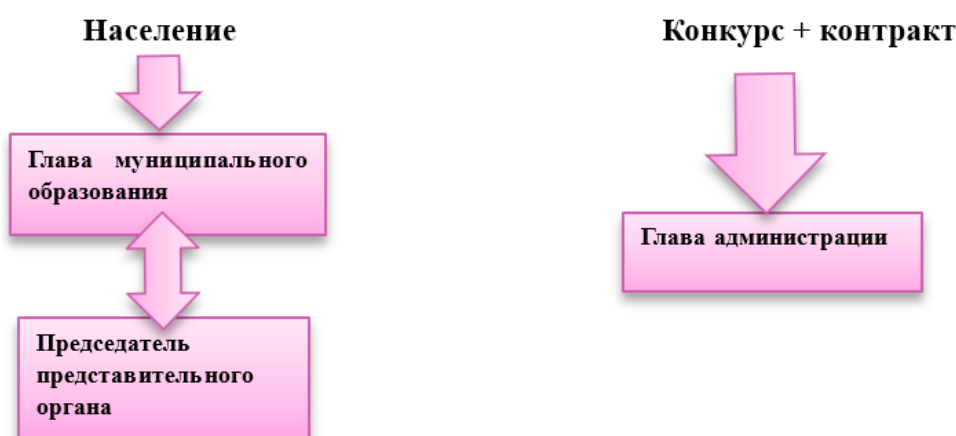 Население
Конкурс + контракт
Глава муниципального
образования
Глава администрации
Председатель
представительного
органа